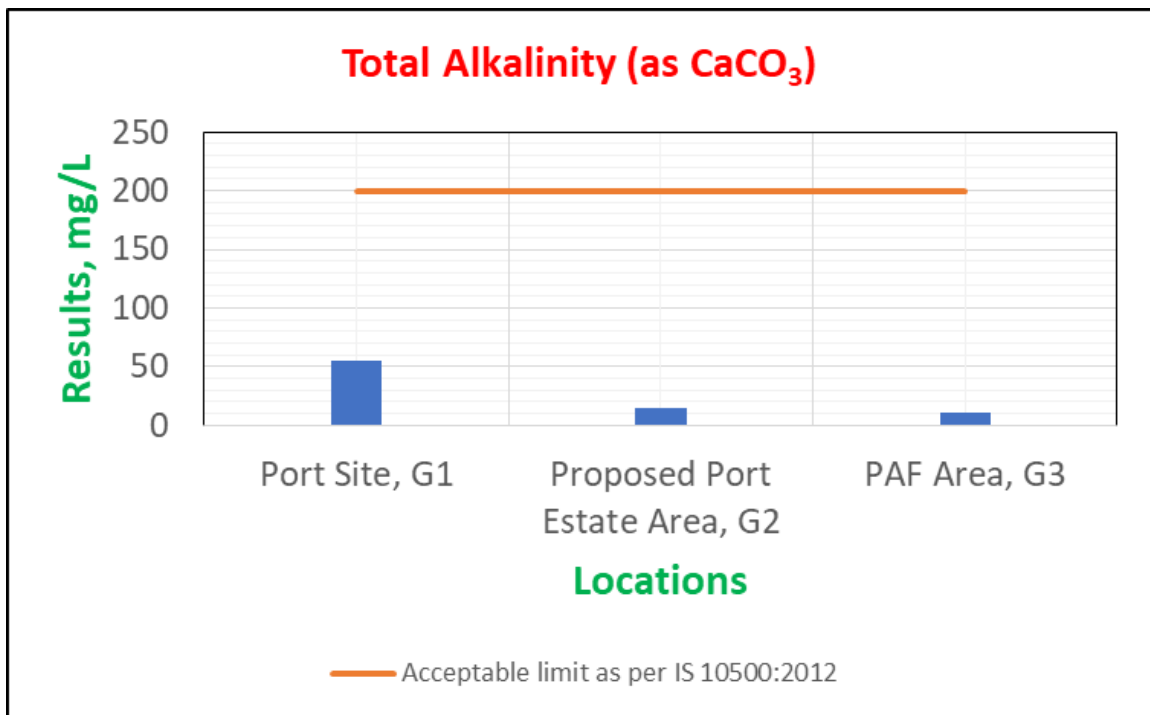 Total Alkalinity (as CaCO₃)
Results, mg/L
250
200
150
100
50
0
Port Site, G1
Proposed Port
Estate Area, G2
PAF Area, G3
Locations
Acceptable limit as per IS 10500:2012